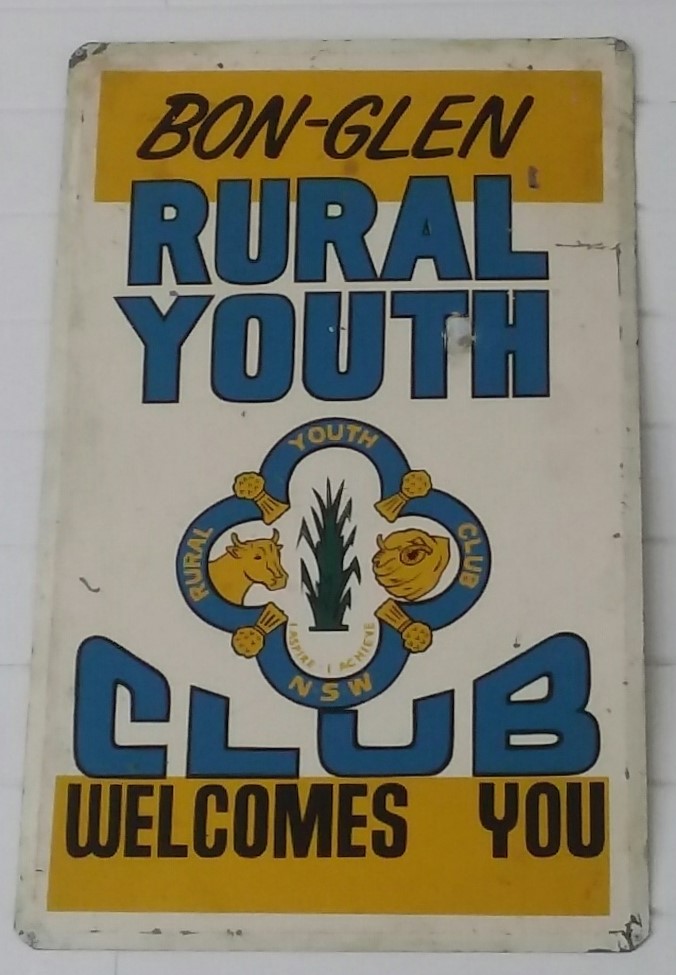 BON-GLEN
RURAL
YOUTH
YOUTH
RURAL
CLUB
I ASPIRE I ACHIEVE
NSW
CLUB
WELCOMES YOU